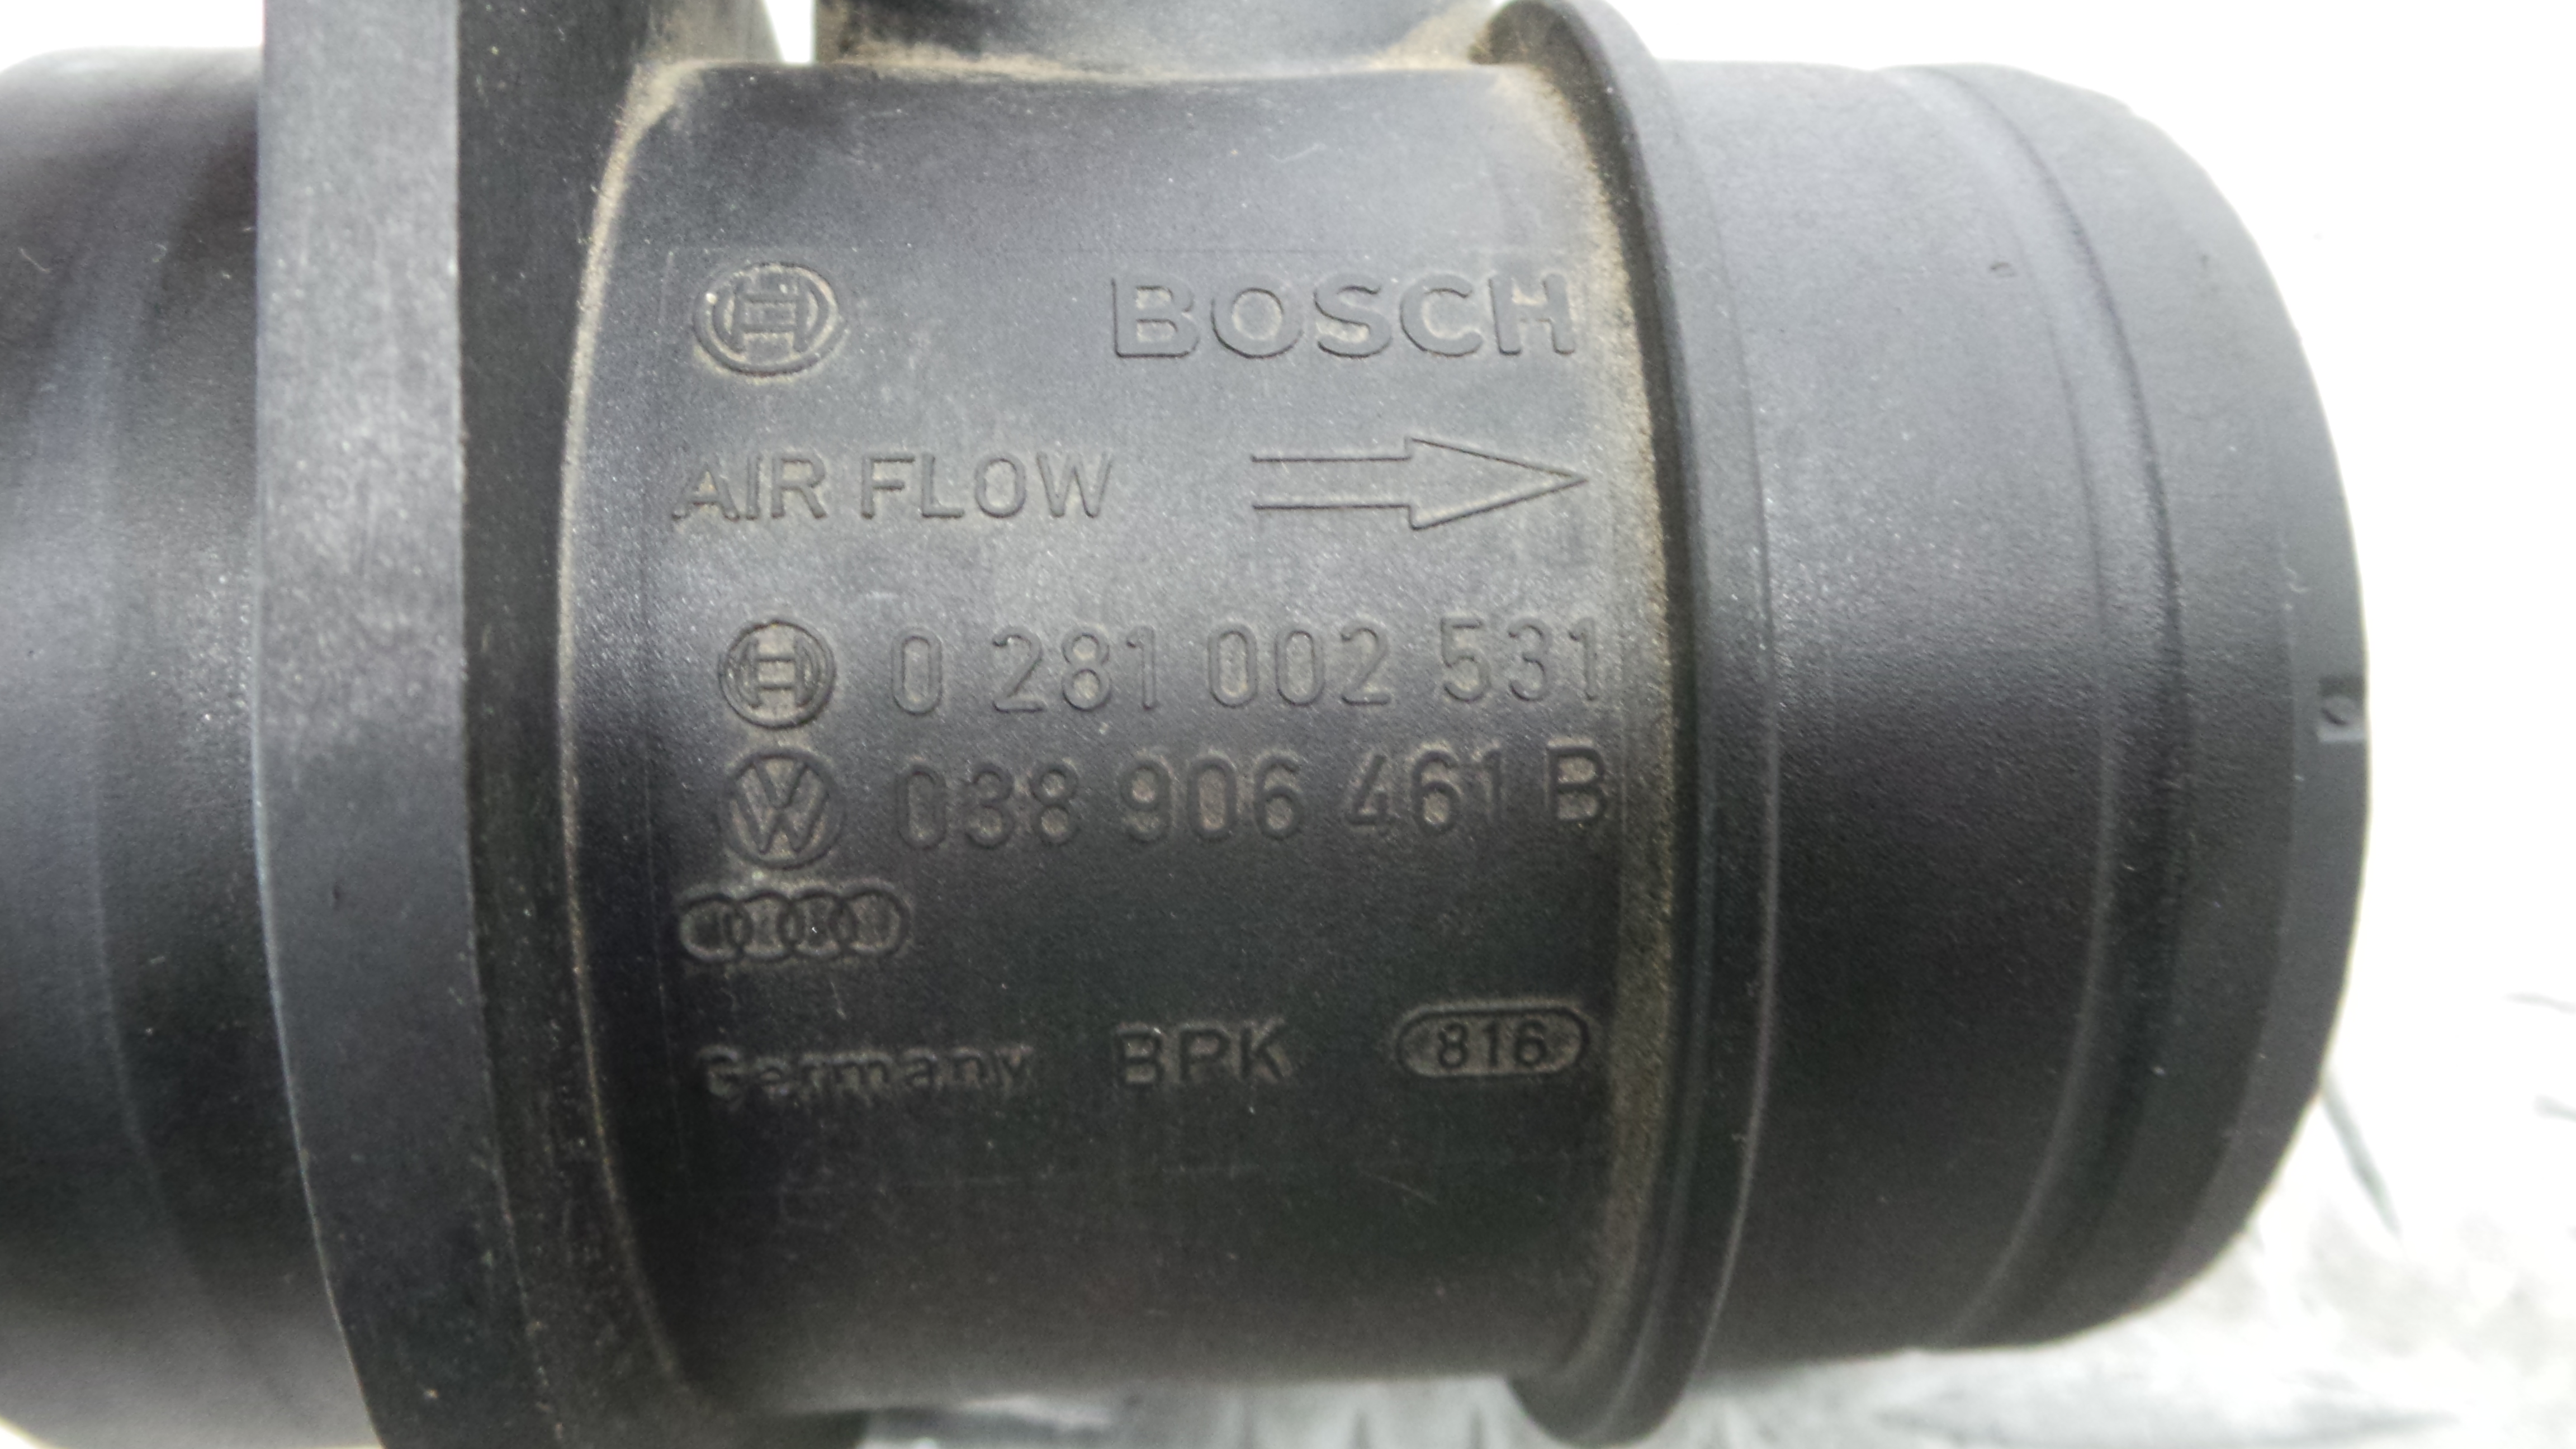 BOSCH
AIR FLOW
0 281 002 531
038 906 461 B
Germany BPK 816